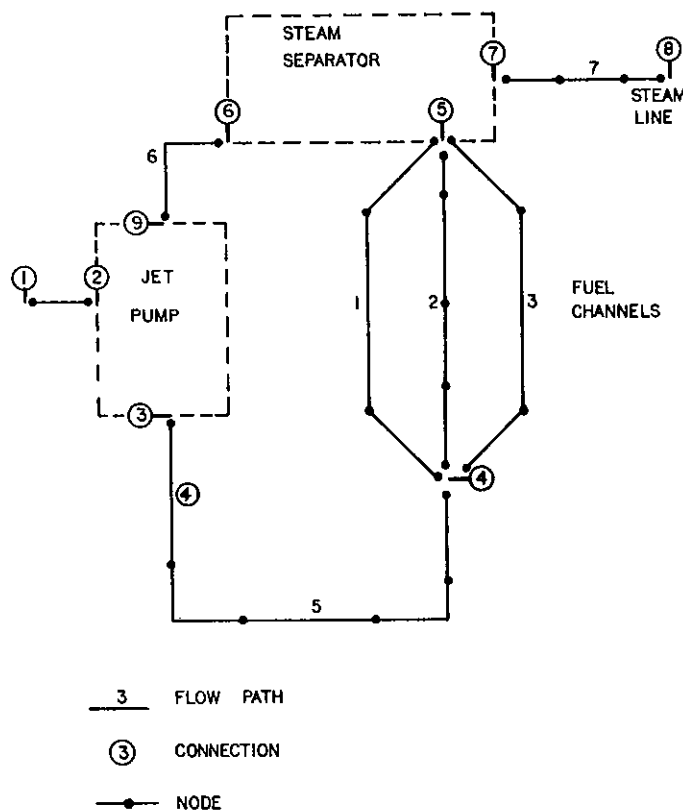 STEAM
SEPARATOR
7
8
7
STEAM
LINE
6
5
6
9
1
2
JET
PUMP
1
2
3
FUEL
CHANNELS
3
4
4
5
3 FLOW PATH
3 CONNECTION
NODE